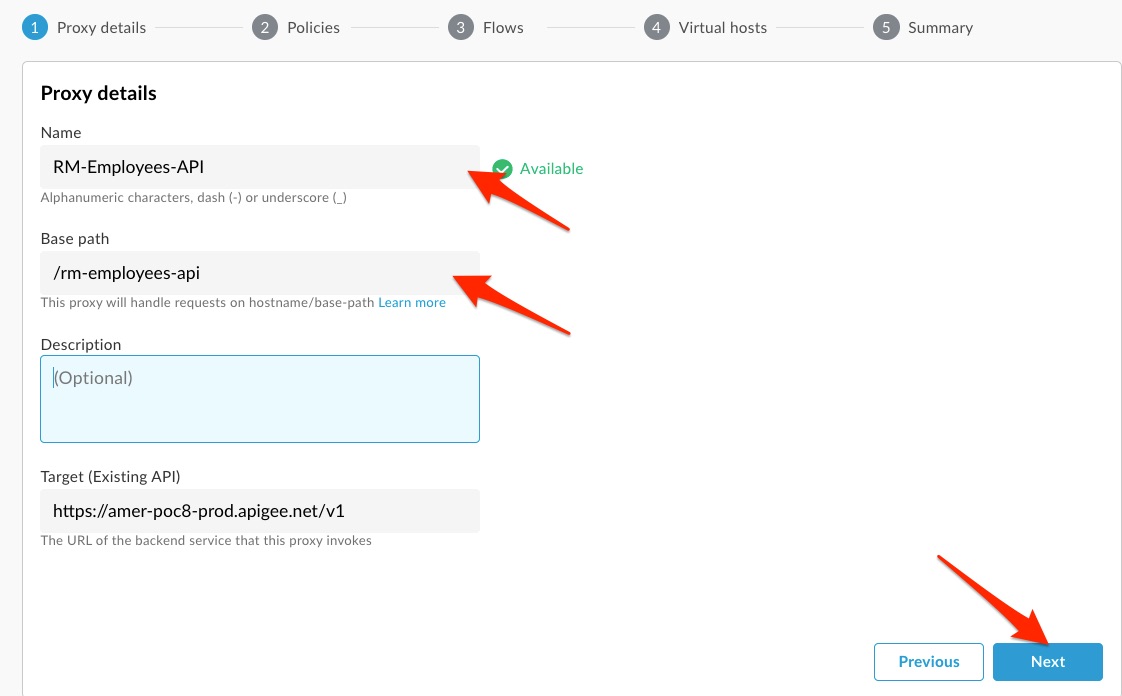 1 Proxy details 2 Policies 3 Flows 4 Virtual hosts 5 Summary
Proxy details
Name
RM-Employees-API Available
Alphanumeric characters, dash (-) or underscore (_)
Base path
/rm-employees-api
This proxy will handle requests on hostname/base-path Learn more
Description
(Optional)
Target (Existing API)
https://amer-poc8-prod.apigee.net/v1
The URL of the backend service that this proxy invokes
Previous Next